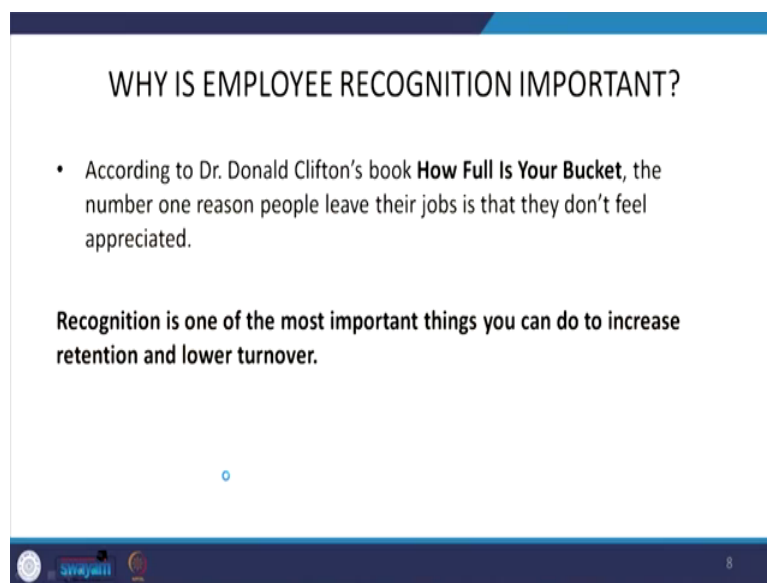 WHY IS EMPLOYEE RECOGNITION IMPORTANT?
• According to Dr. Donald Clifton's book How Full Is Your Bucket, the
number one reason people leave their jobs is that they don't feel
appreciated.
Recognition is one of the most important things you can do to increase
retention and lower turnover.
swayam
8